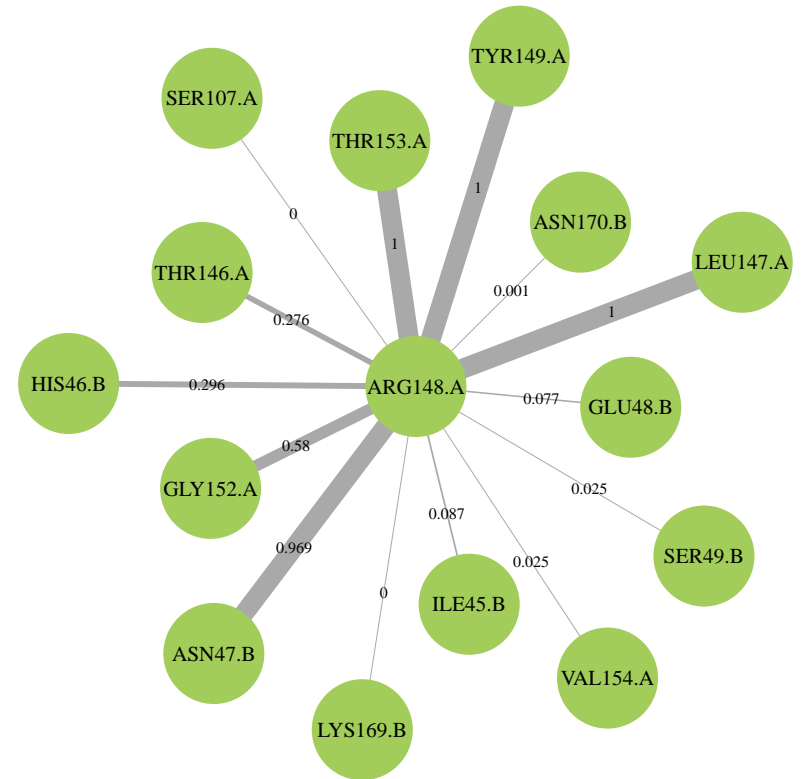 TYR149.A
SER107.A
THR153.A
1
ASN170.B
0
1
LEU147.A
THR146.A
0.001
1
0.276
HIS46.B
0.296
ARG148.A
0.077
GLU48.B
0.58
GLY152.A
0.025
0.087
0.969
0.025
SER49.B
0
ILE45.B
ASN47.B
VAL154.A
LYS169.B